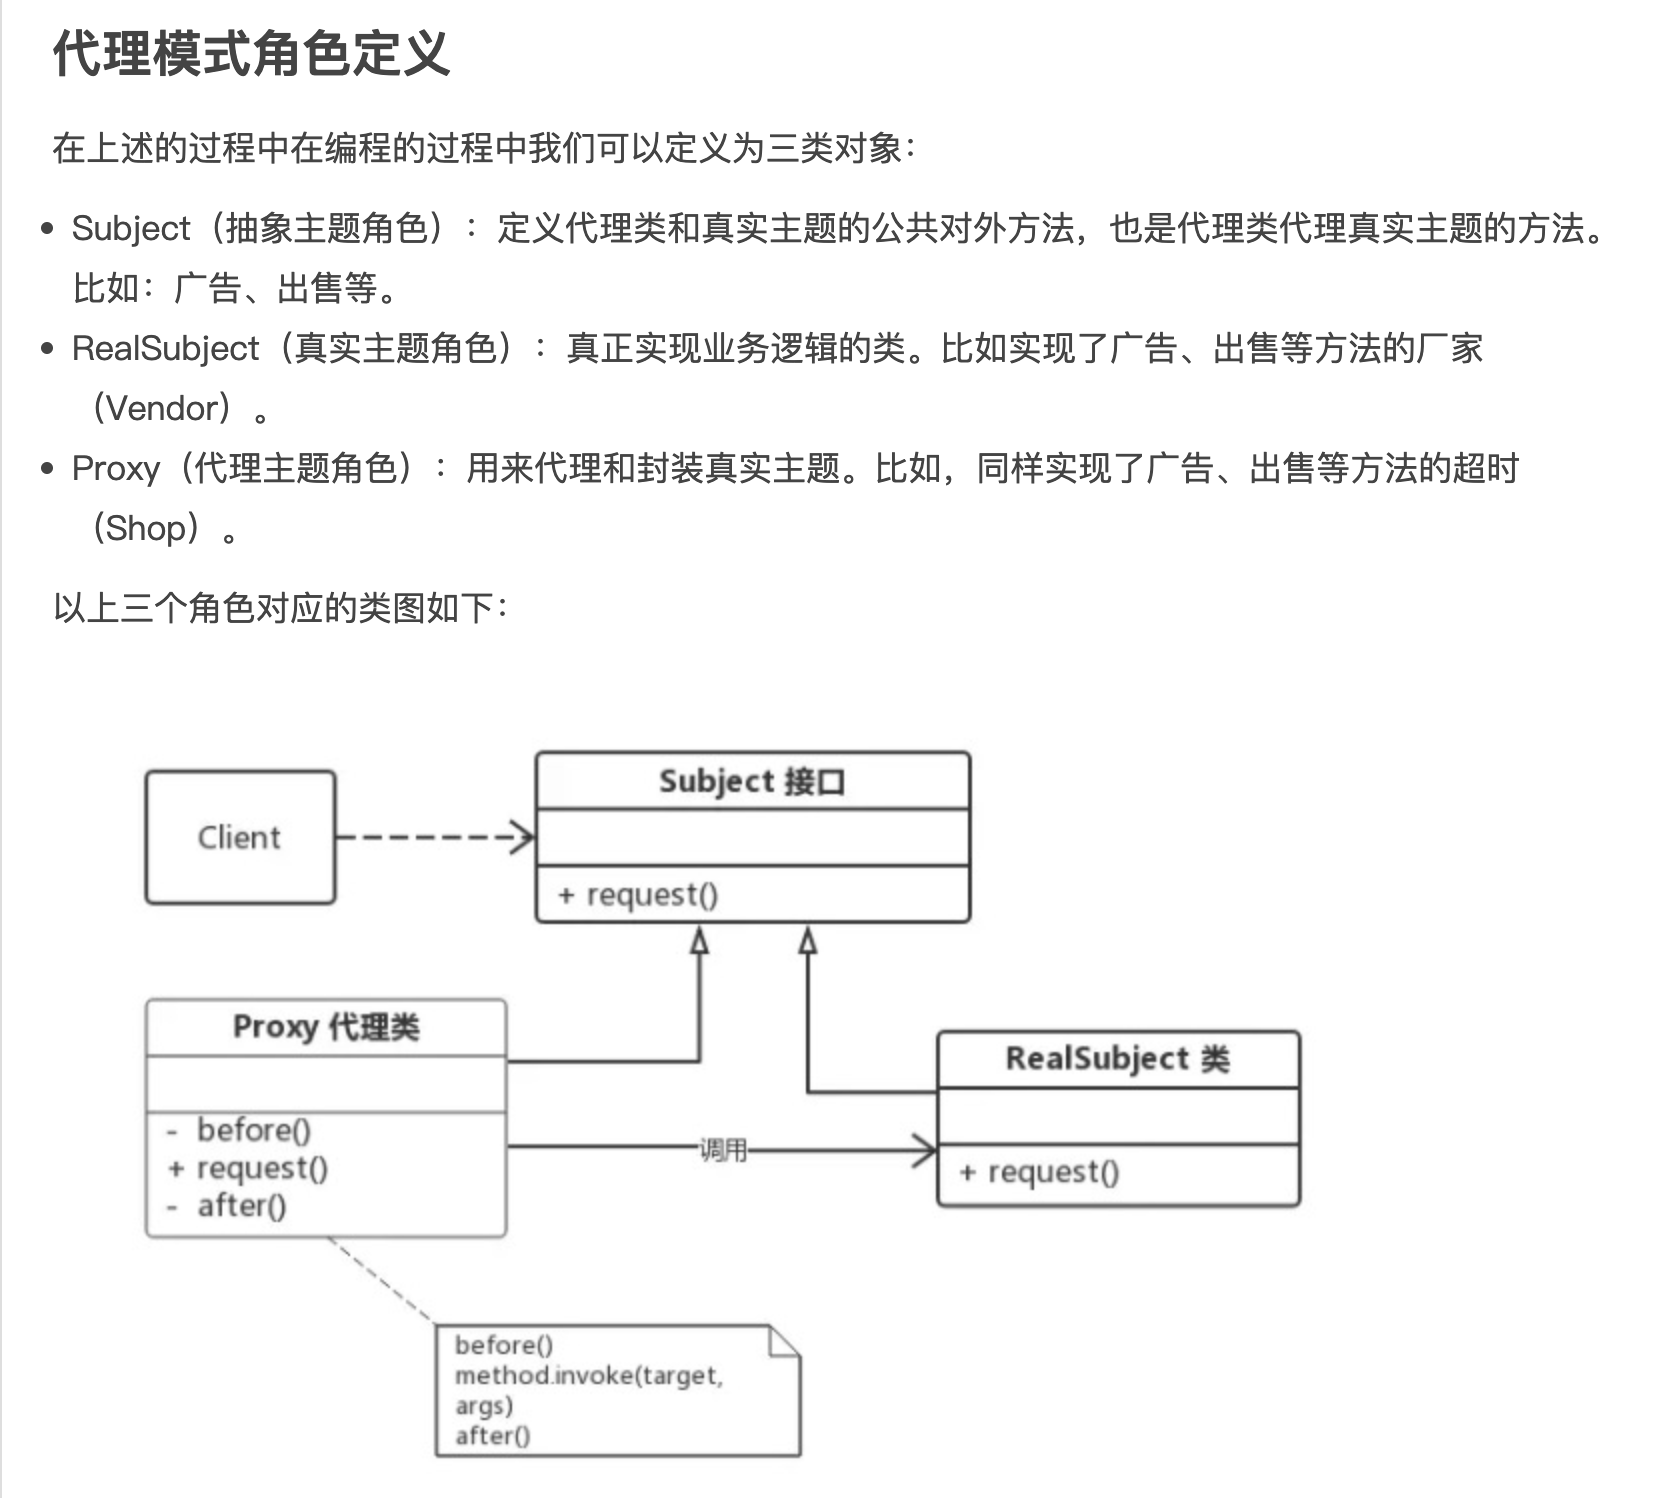 代理模式角色定义
在上述的过程中在编程的过程中我们可以定义为三类对象：
Subject（抽象主题角色）：定义代理类和真实主题的公共对外方法，也是代理类代理真实主题的方法。
比如：广告、出售等。
RealSubject（真实主题角色）：真正实现业务逻辑的类。比如实现了广告、出售等方法的厂家
（Vendor）。
Proxy（代理主题角色）：用来代理和封装真实主题。比如，同样实现了广告、出售等方法的超时
（Shop）。
以上三个角色对应的类图如下：
Subject 接口
Client
+ request()
Proxy 代理类
RealSubject 类
- before()
+ request()
- after()
调用
+ request()
before()
method.invoke(target,
args)
after()